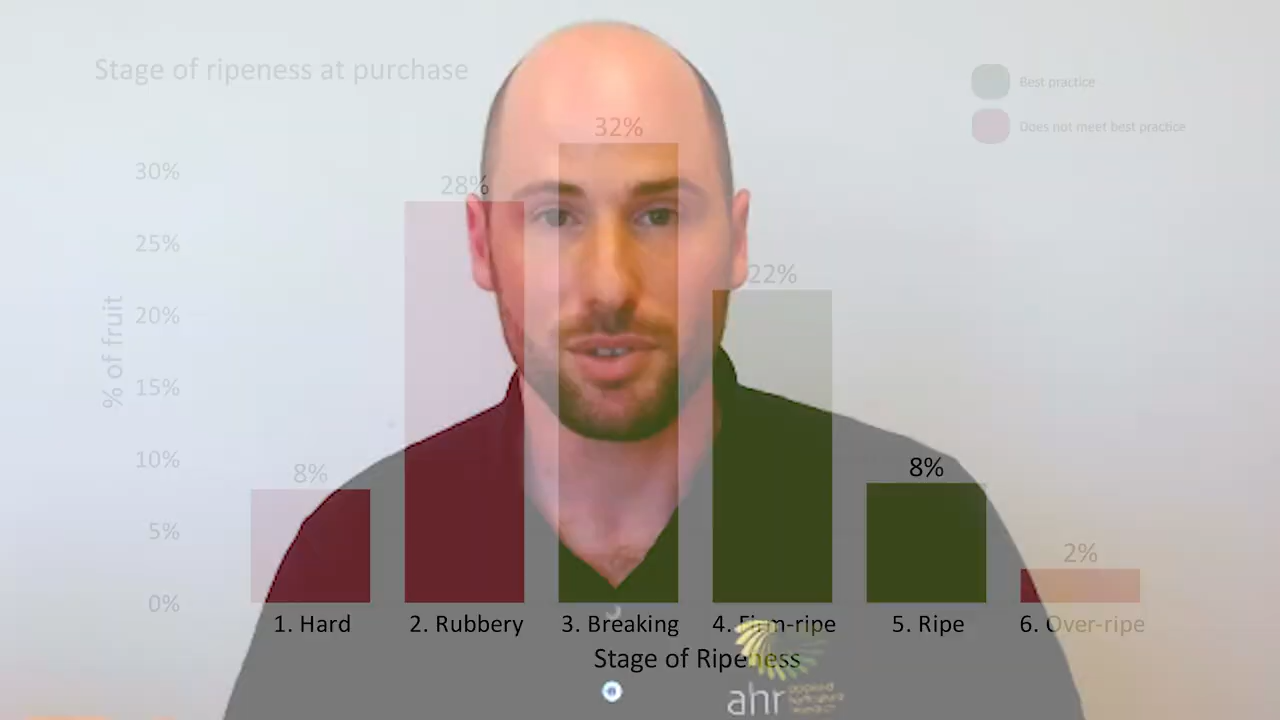 Stage of ripeness at purchase
Best practice
Does not meet best practice
% of fruit
30%
25%
20%
15%
10%
5%
0%
8%
28%
32%
22%
8%
2%
1. Hard
2. Rubbery
3. Breaking
4. Firm-ripe
5. Ripe
6. Over-ripe
Stage of Ripeness
ahr